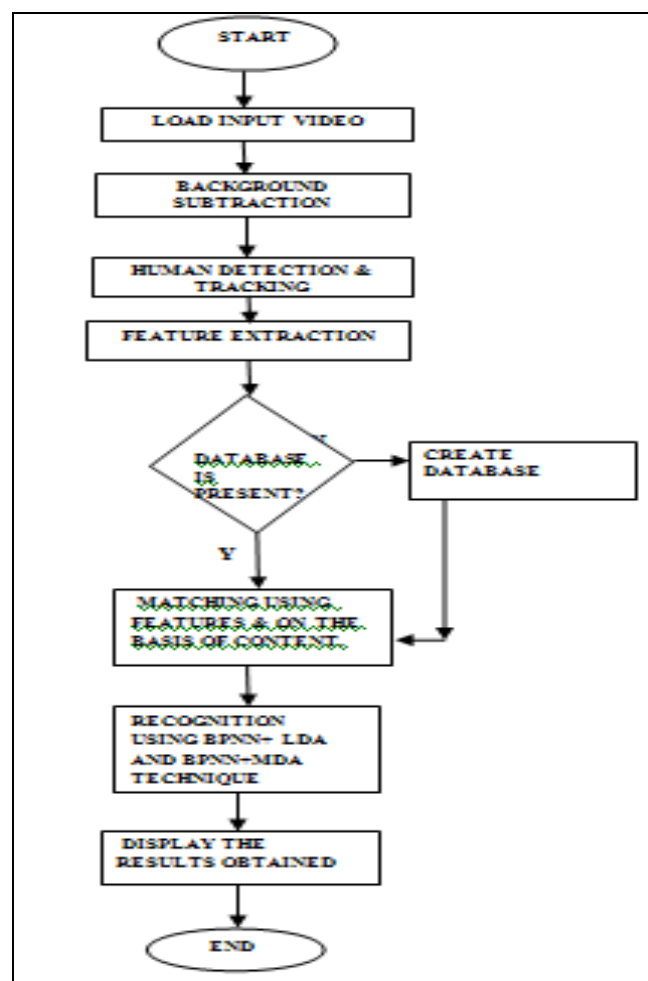 START
LOAD INPUT VIDEO
BACKGROUND
SUBTRACTION
HUMAN DETECTION &
TRACKING
FEATURE EXTRACTION
DATABASE
IS
PRESENT?
CREATE
DATABASE
Y
MATCHING USING
FEATURES & ON THE
BASIS OF CONTENT
RECOGNITION
USING BPNN+ LDA
AND BPNN+MDA
TECHNIQUE
DISPLAY THE
RESULTS OBTAINED
END